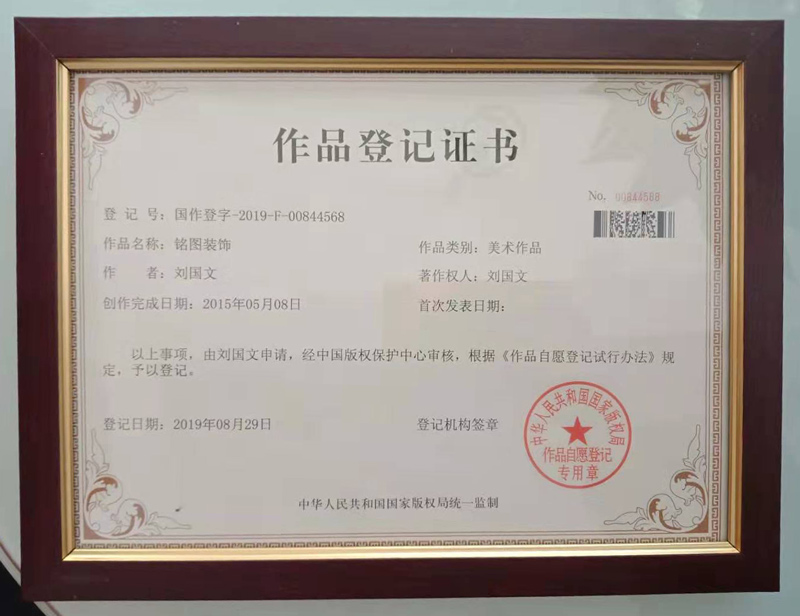 作品登记证书
No. 00844568
登 记 号：国作登字-2019-F-00844568
作品名称：铭图装饰
作品类别：美术作品
作 者：刘国文
著作权人：刘国文
创作完成日期：2015年05月08日
首次发表日期：
以上事项，由刘国文申请，经中国版权保护中心审核，根据《作品自愿登记试行办法》规
定，予以登记。
登记日期：2019年08月29日
登记机构签章
中华人民共和国国家版权局
作品自愿登记
专用章
中华人民共和国国家版权局统一监制